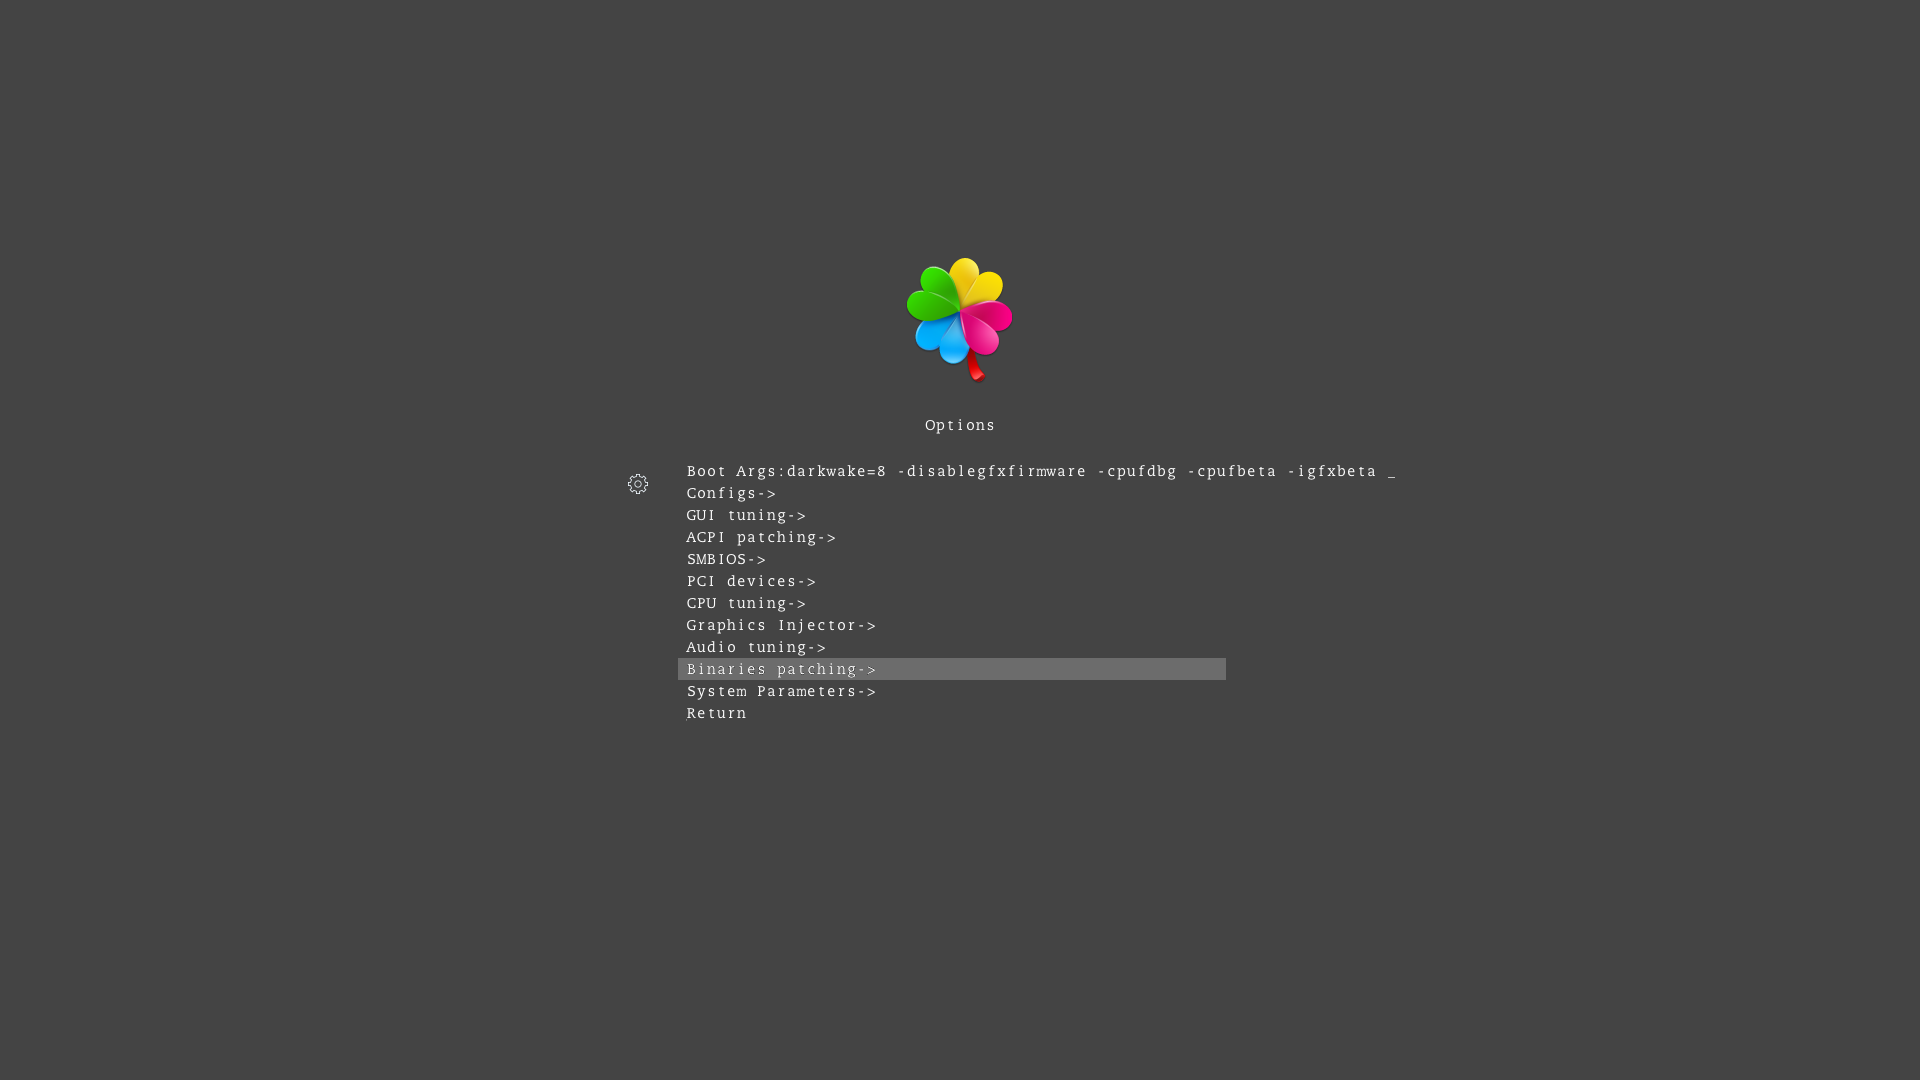 Options
Boot Args:darkwake=8 -disablegfxfirmware -cpufdbg -cpufbeta -igfxbeta _
Configs->
GUI tuning->
ACPI patching->
SMBIOS->
PCI devices->
CPU tuning->
Graphics Injector->
Audio tuning->
Binaries patching->
System Parameters->
Return